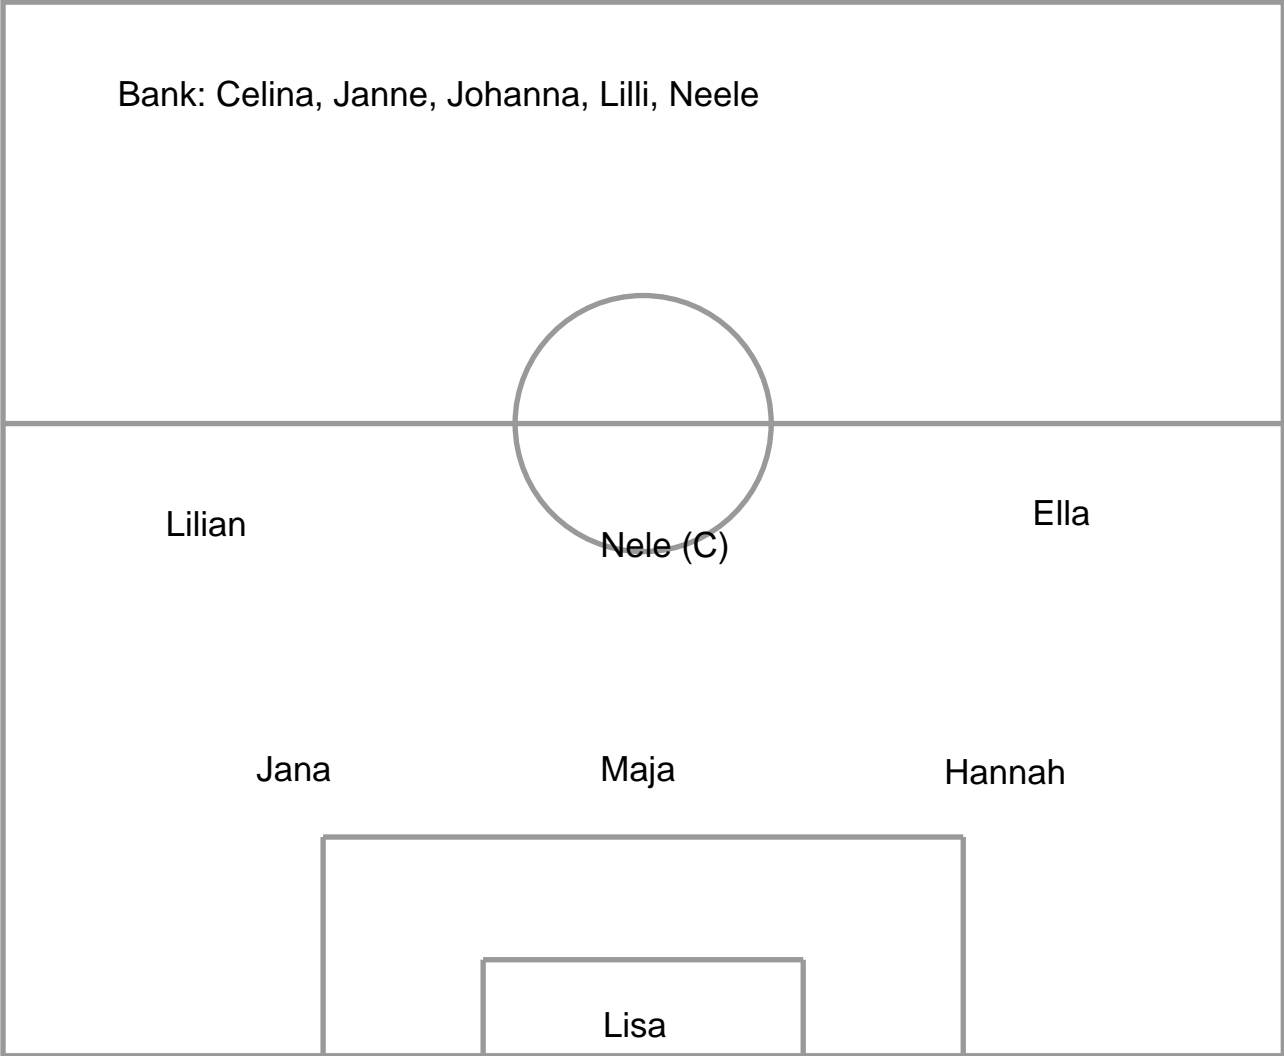 Bank: Celina, Janne, Johanna, Lilli, Neele
Lilian
Nele (C)
Ella
Jana
Maja
Hannah
Lisa